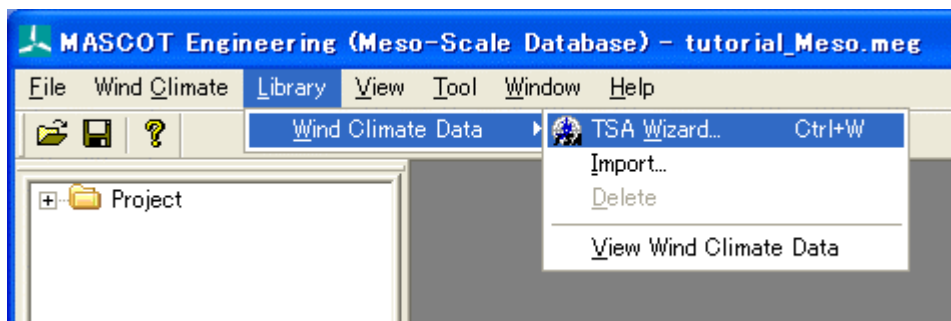 MASCOT Engineering (Meso-Scale Database) - tutorial_Meso.meg
File Wind Climate Library View Tool Window Help
Wind Climate Data
TSA Wizard... Ctrl+W
Import...
Delete
View Wind Climate Data
Project